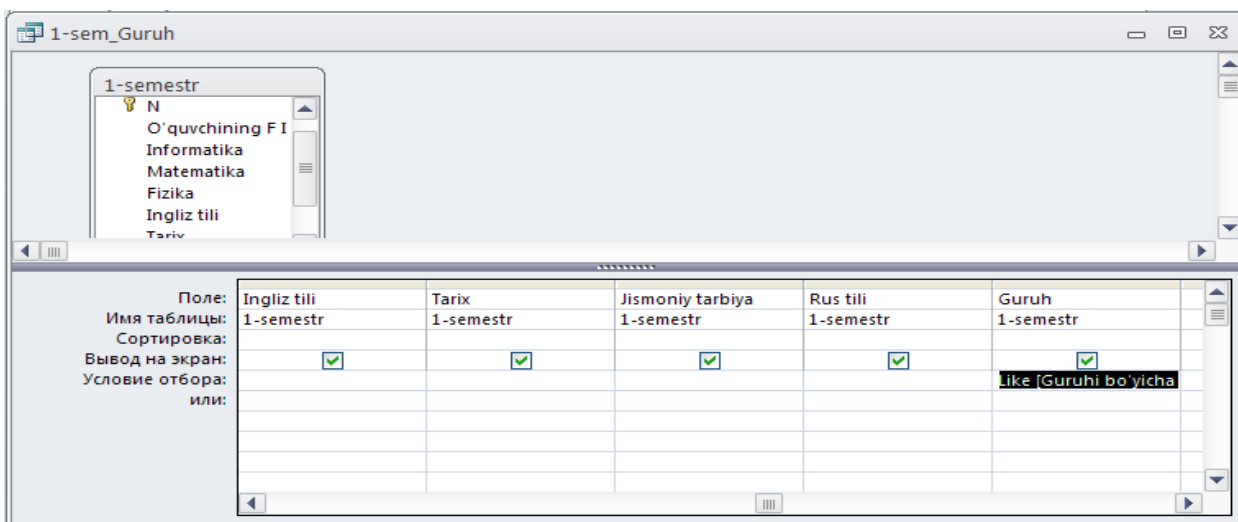 1-sem_Guruh
1-semestr
N
O'quvchining F I
Informatika
Matematika
Fizika
Ingliz tili
Tarix
Поле: Ingliz tili Tarix Jismoniy tarbiya Rus tili Guruh
Имя таблицы: 1-semestr 1-semestr 1-semestr 1-semestr 1-semestr
Сортировка:
Вывод на экран:
Условие отбора: Like [Guruhi bo'yicha
или: